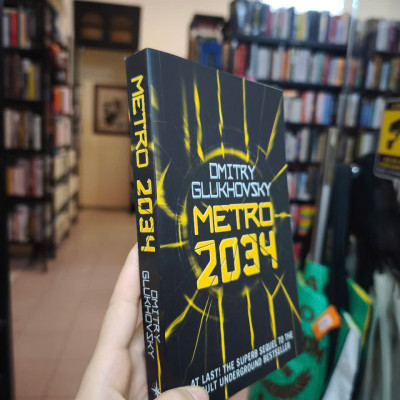 METRO 2034
DMITRY
GLUKHOVSKY
DMITRY
GLUKHOVSKY
METRO
2034
AT LAST! THE SUPERB SEQUEL TO THE
CULT UNDERGROUND BESTSELLER